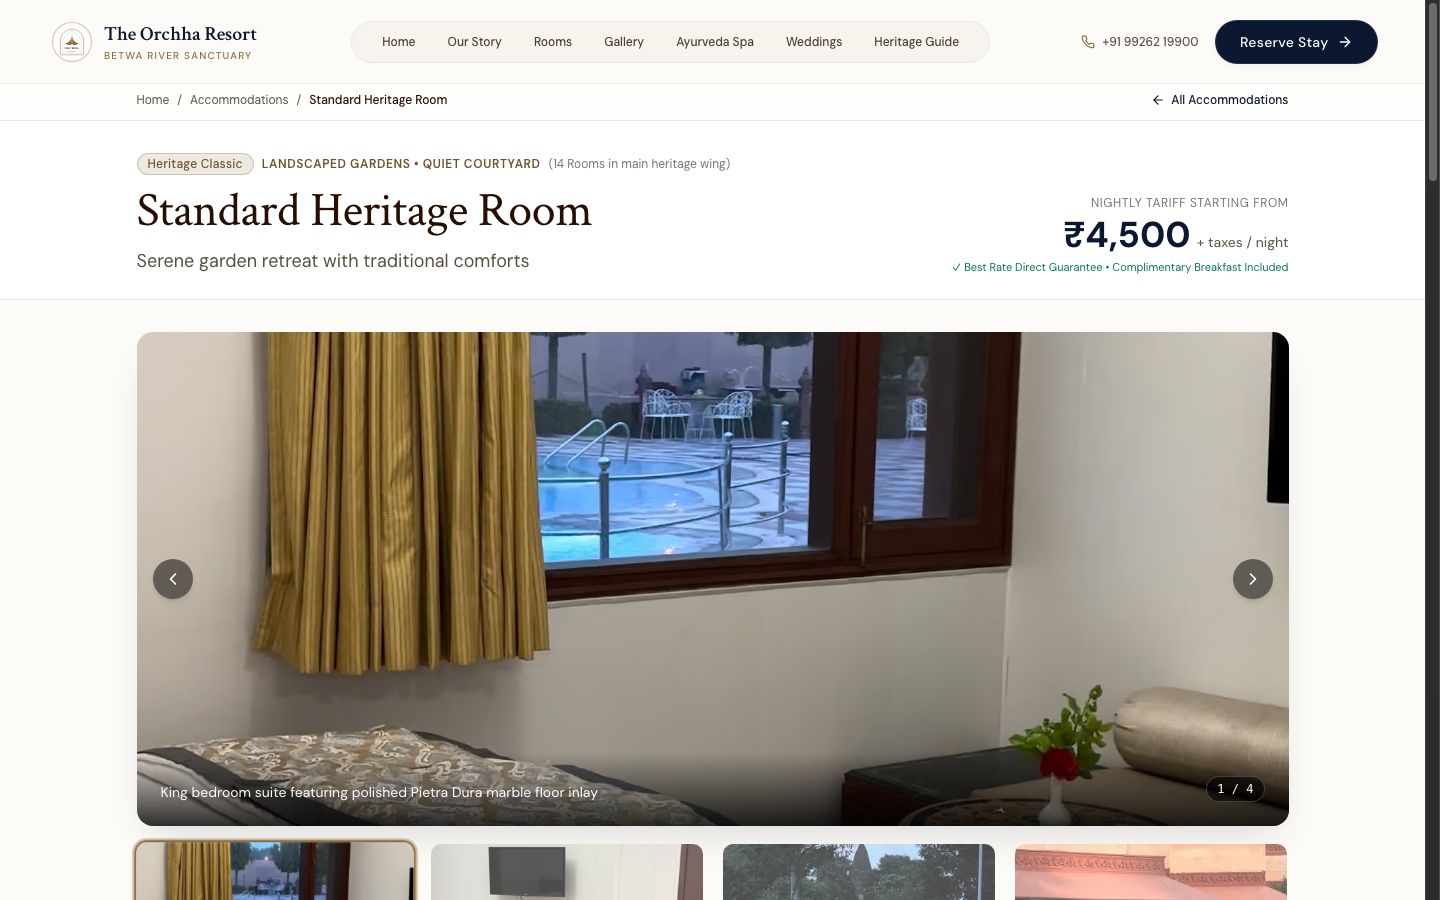 The Orchha Resort
BETWA RIVER SANCTUARY
Home
Our Story
Rooms
Gallery
Ayurveda Spa
Weddings
Heritage Guide
+91 99262 19900
Reserve Stay
Home / Accommodations / Standard Heritage Room
All Accommodations
Heritage Classic
LANDSCAPED GARDENS • QUIET COURTYARD
(14 Rooms in main heritage wing)
Standard Heritage Room
Serene garden retreat with traditional comforts
NIGHTLY TARIFF STARTING FROM
₹4,500 + taxes / night
✓ Best Rate Direct Guarantee • Complimentary Breakfast Included
King bedroom suite featuring polished Pietra Dura marble floor inlay
1 / 4